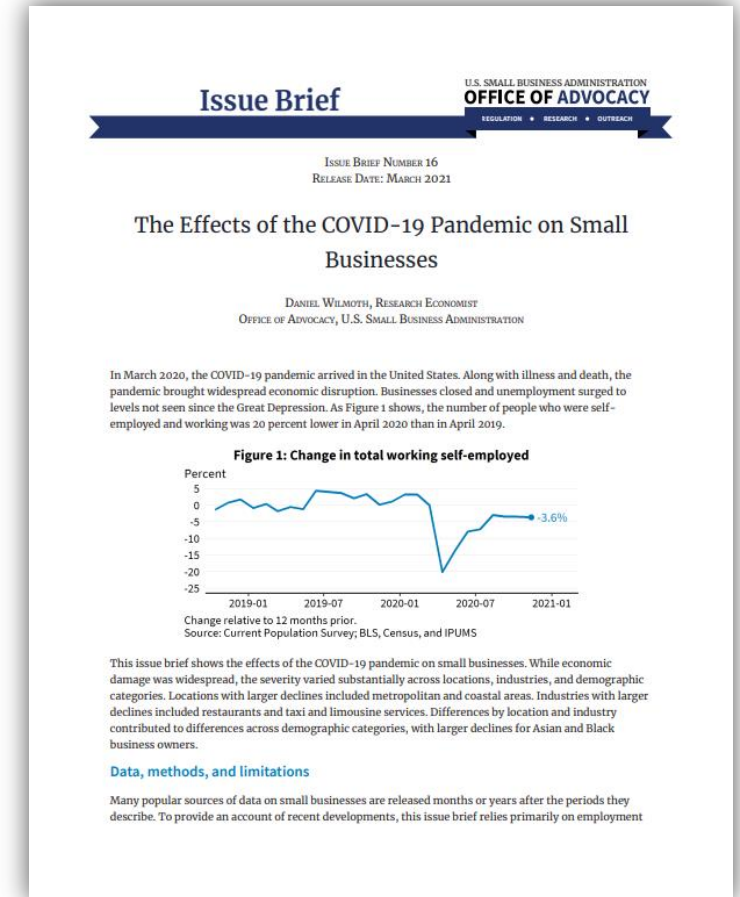 Issue Brief
U.S. SMALL BUSINESS ADMINISTRATION
OFFICE OF ADVOCACY
REGULATION • RESEARCH • OUTREACH
Issue Brief Number 16
Release Date: March 2021
The Effects of the COVID-19 Pandemic on Small
Businesses
Daniel Wilmoth, Research Economist
Office of Advocacy, U.S. Small Business Administration
In March 2020, the COVID-19 pandemic arrived in the United States. Along with illness and death, the
pandemic brought widespread economic disruption. Businesses closed and unemployment surged to
levels not seen since the Great Depression. As Figure 1 shows, the number of people who were self-
employed and working was 20 percent lower in April 2020 than in April 2019.
Figure 1: Change in total working self-employed
Percent
5
0
-5
-10
-15
-20
-25
-3.6%
2019-01 2019-07 2020-01 2020-07 2021-01
Change relative to 12 months prior.
Source: Current Population Survey; BLS, Census, and IPUMS
This issue brief shows the effects of the COVID-19 pandemic on small businesses. While economic
damage was widespread, the severity varied substantially across locations, industries, and demographic
categories. Locations with larger declines included metropolitan and coastal areas. Industries with larger
declines included restaurants and taxi and limousine services. Differences by location and industry
contributed to differences across demographic categories, with larger declines for Asian and Black
business owners.
Data, methods, and limitations
Many popular sources of data on small businesses are released months or years after the periods they
describe. To provide an account of recent developments, this issue brief relies primarily on employment